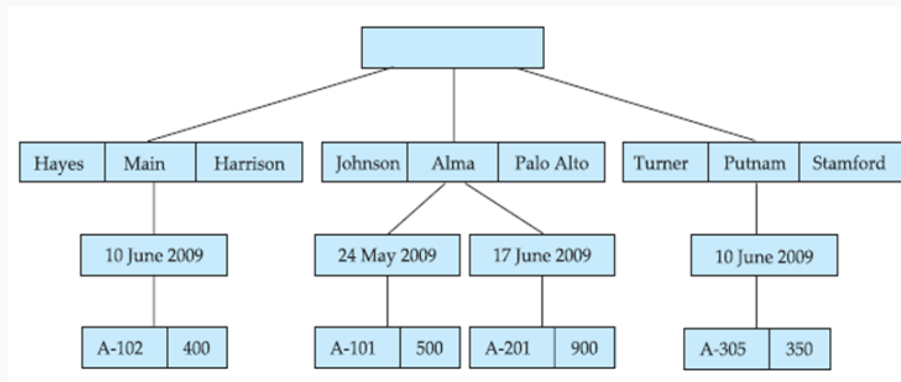 Hayes Main Harrison Johnson Alma Palo Alto Turner Putnam Stamford
10 June 2009 24 May 2009 17 June 2009 10 June 2009
A-102 400 A-101 500 A-201 900 A-305 350